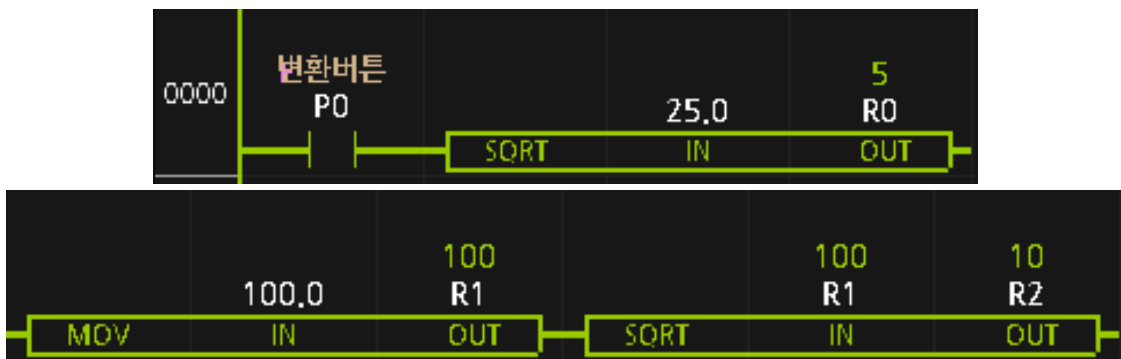 변환버튼
5
0000
P0
25.0
R0
SQRT
IN
OUT
100
100
10
100.0
R1
R1
R2
MOV
IN
OUT
SQRT
IN
OUT